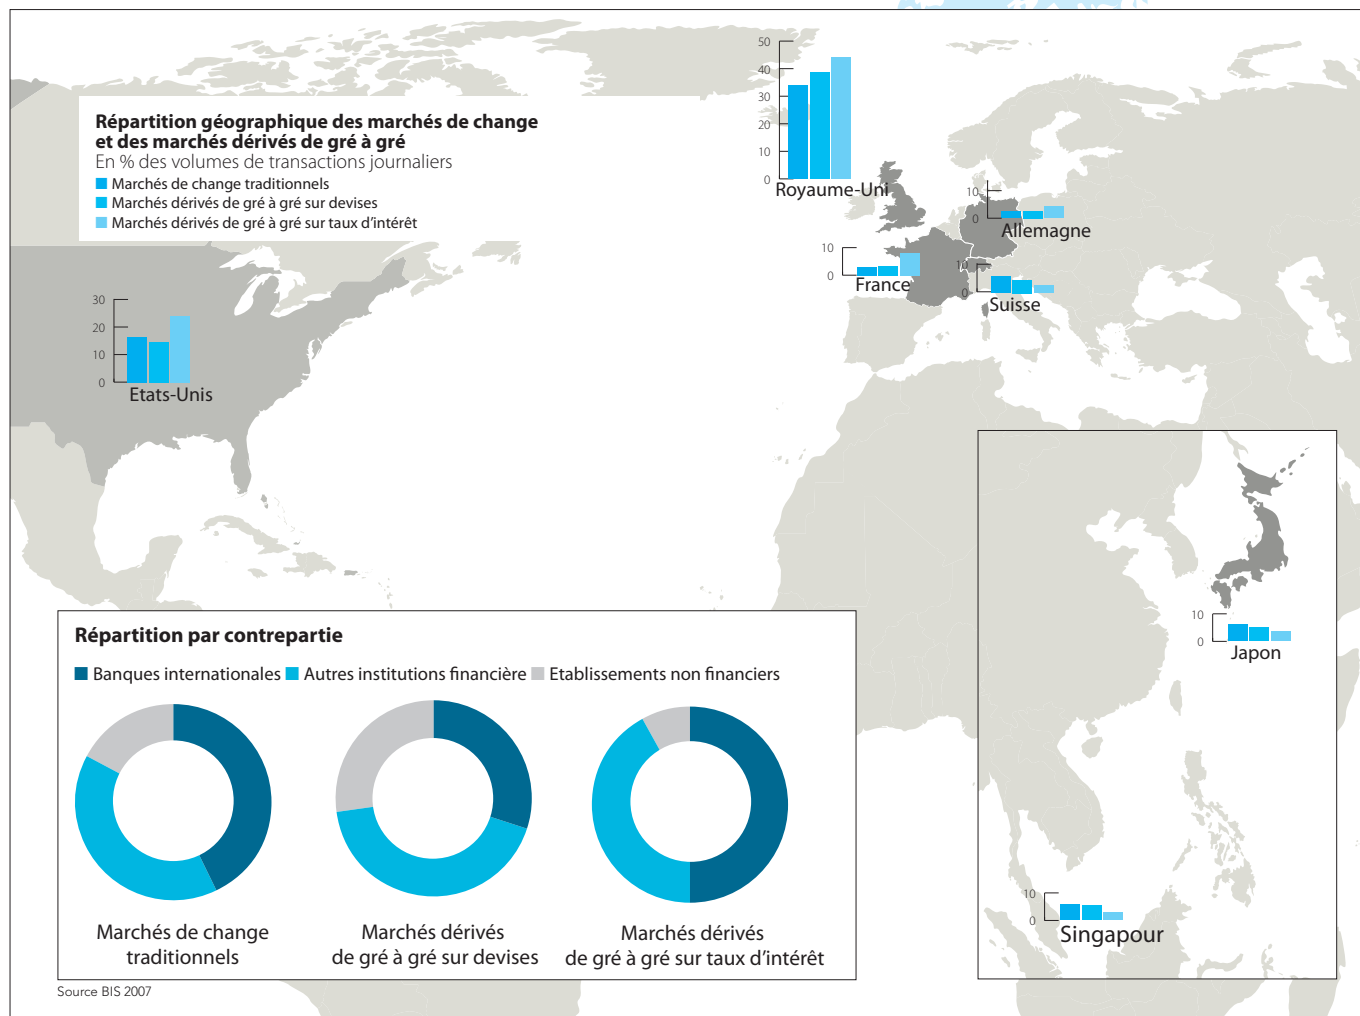 Répartition géographique des marchés de change
et des marchés dérivés de gré à gré
En % des volumes de transactions journaliers
Marchés de change traditionnels
Marchés dérivés de gré à gré sur devises
Marchés dérivés de gré à gré sur taux d'intérêt
50
40
30
20
10
0
Royaume-Uni
10
0
Allemagne
10
0
France
10
0
Suisse
30
20
10
0
Etats-Unis
10
0
Japon
10
0
Singapour
Répartition par contrepartie
Banques internationales
Autres institutions financière
Etablissements non financiers
Marchés de change
traditionnels
Marchés dérivés
de gré à gré sur devises
Marchés dérivés
de gré à gré sur taux d'intérêt
Source BIS 2007